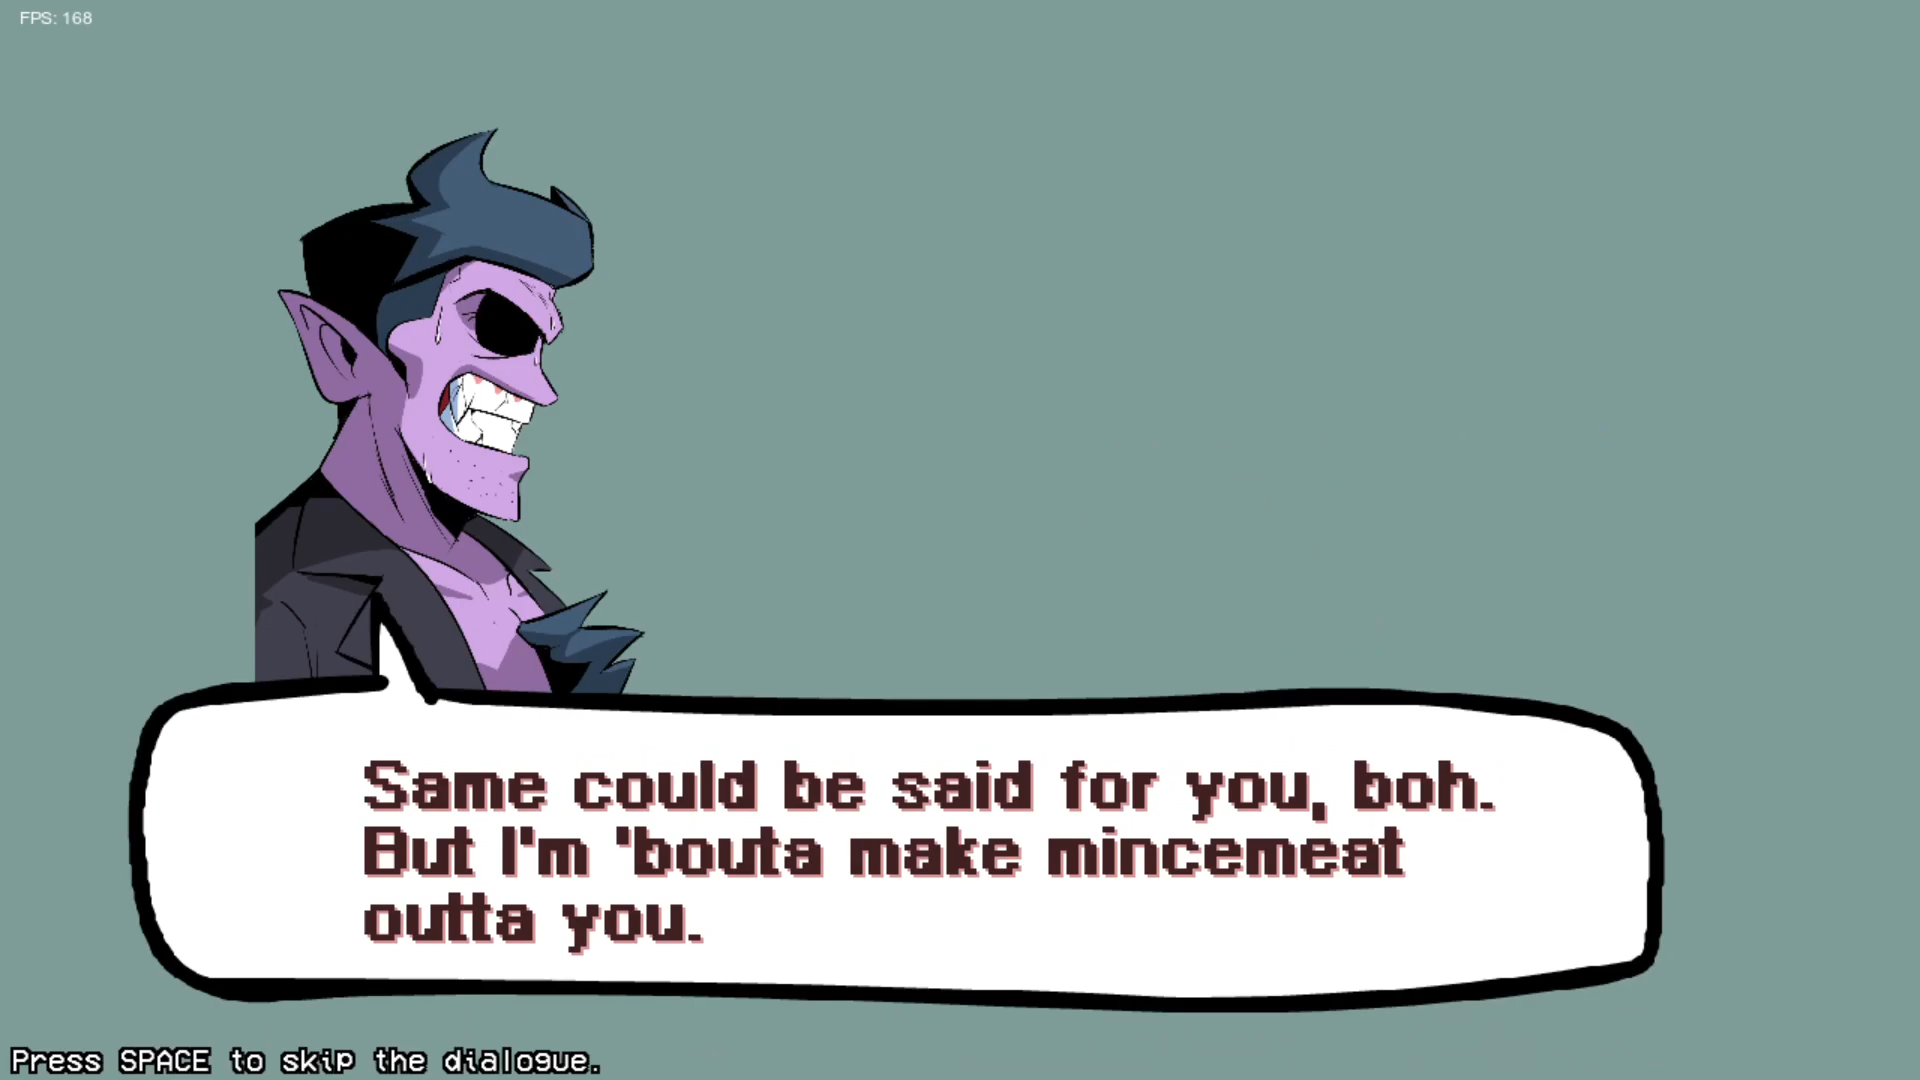 FPS: 168
Same could be said for you, boh.
But I'm 'bouta make mincemeat
outta you.
Press SPACE to skip the dialogue.